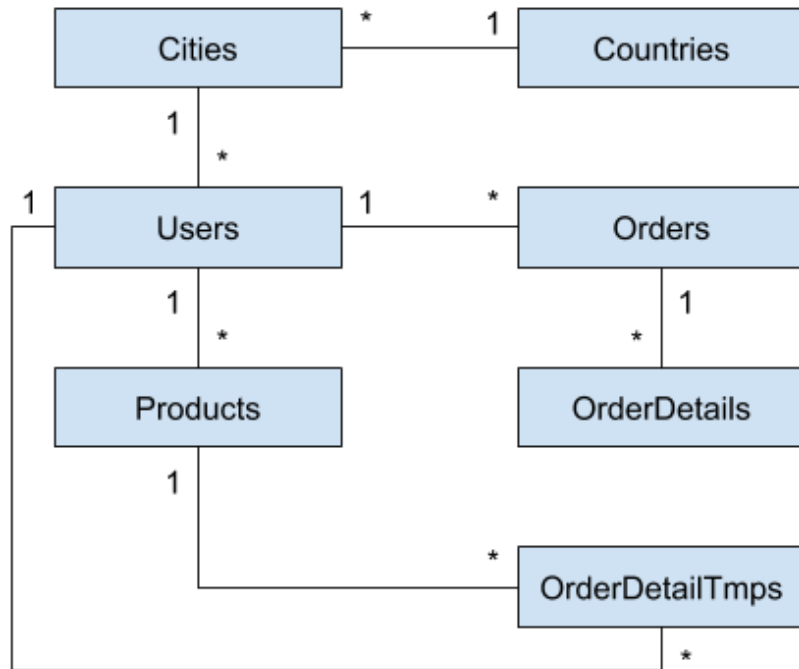 Cities * 1 Countries
1
*
1 Users 1 * Orders
1 1
* *
Products OrderDetails
1
*
OrderDetailTmps
*